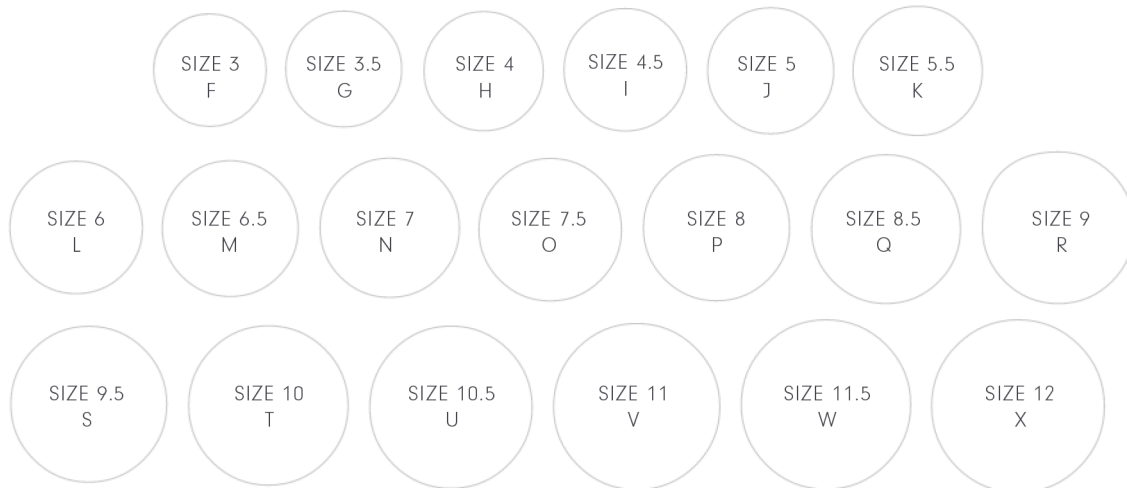 SIZE 3
F
SIZE 3.5
G
SIZE 4
H
SIZE 4.5
I
SIZE 5
J
SIZE 5.5
K
SIZE 6
L
SIZE 6.5
M
SIZE 7
N
SIZE 7.5
O
SIZE 8
P
SIZE 8.5
Q
SIZE 9
R
SIZE 9.5
S
SIZE 10
T
SIZE 10.5
U
SIZE 11
V
SIZE 11.5
W
SIZE 12
X